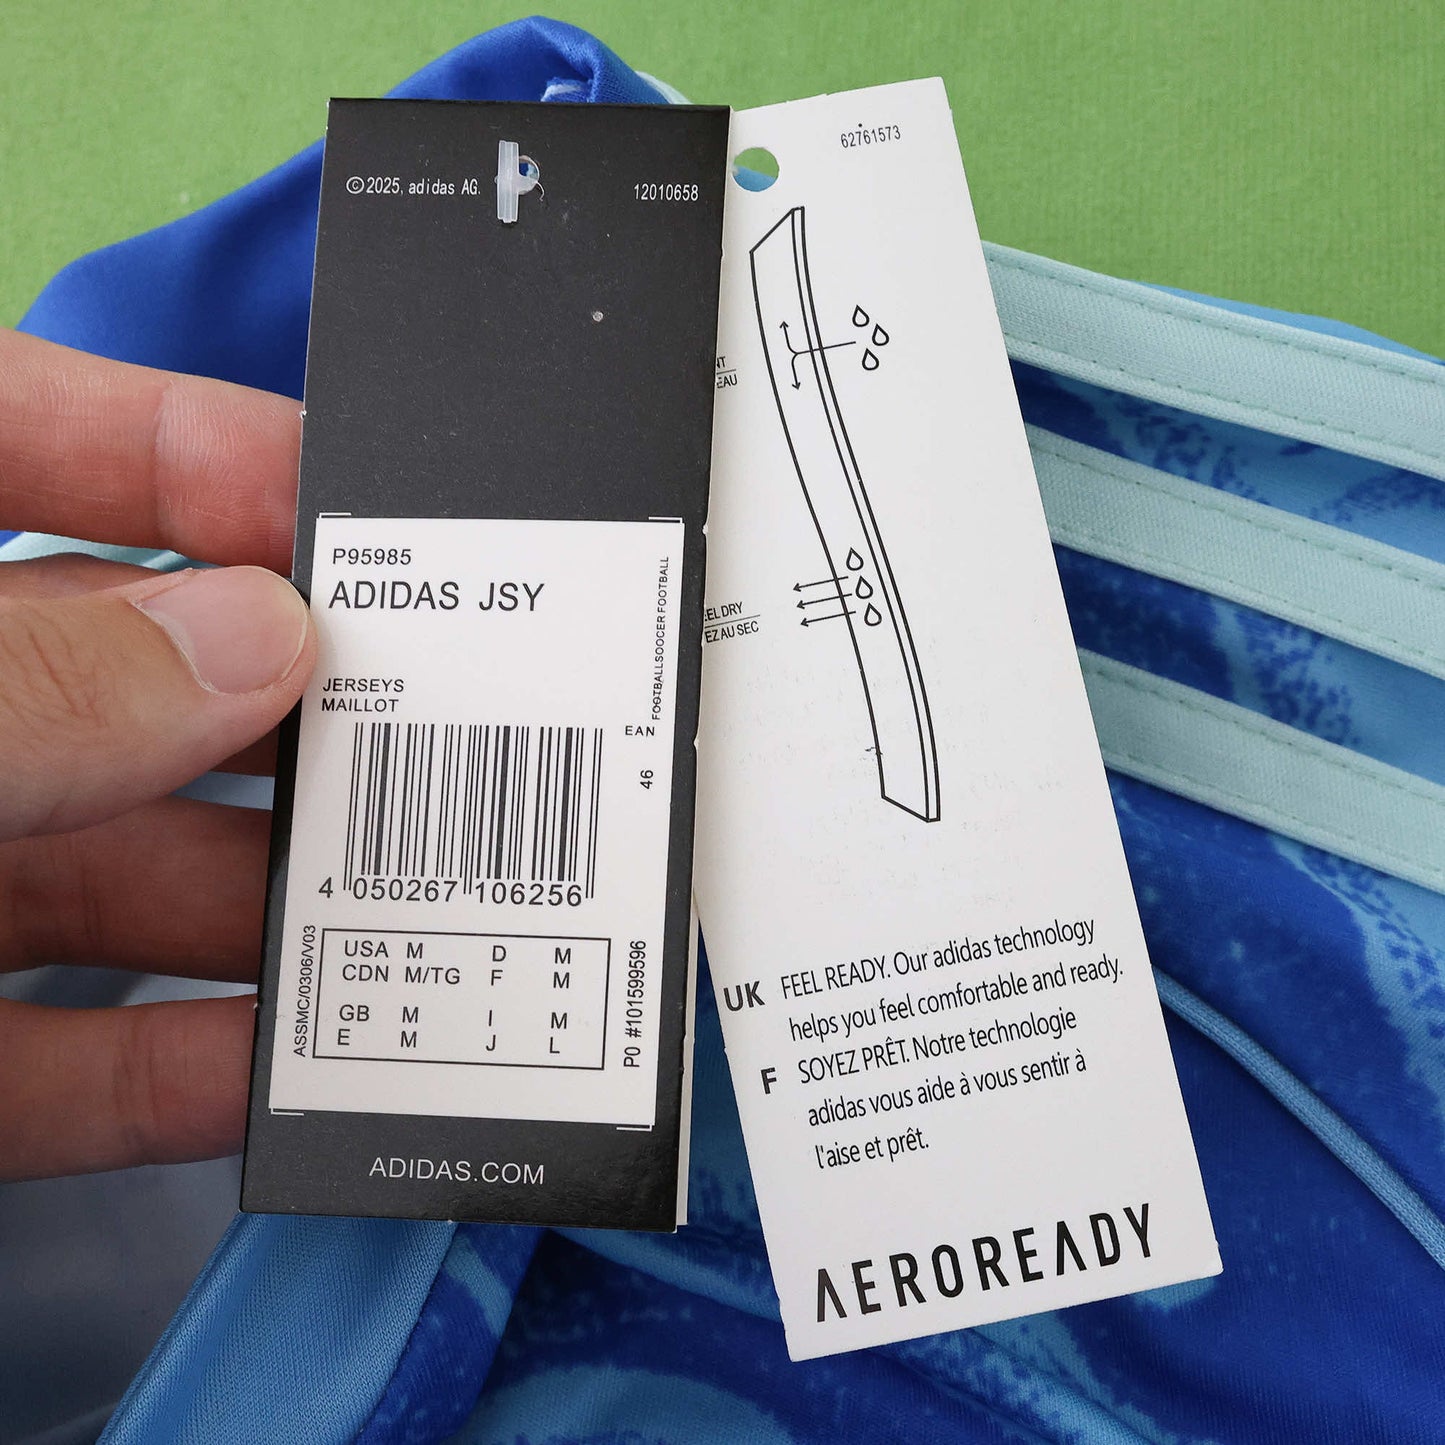 ©2025, adidas AG.
12010658
P95985
ADIDAS JSY
FOOTBALLSOCCER FOOTBALL
JERSEYS
MAILLOT
EAN
46
4 050267 106256
ASSMC/0306/V03
USA M D M
CDN M/TG F M
GB M I M
E M J L
PO #101599596
ADIDAS.COM
62761573
NT
EAU
EEL DRY
EZ AU SEC
UK FEEL READY. Our adidas technology
helps you feel comfortable and ready.
F SOYEZ PRÊT. Notre technologie
adidas vous aide à vous sentir à
l'aise et prêt.
AEROREADY